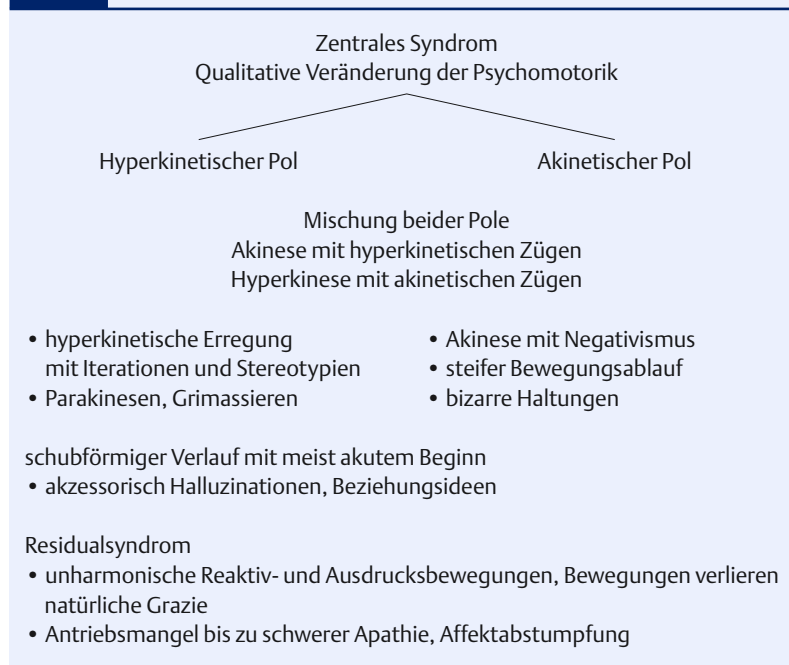 Zentrales Syndrom
Qualitative Veränderung der Psychomotorik
Hyperkinetischer Pol
Akinetischer Pol
Mischung beider Pole
Akinese mit hyperkinetischen Zügen
Hyperkinese mit akinetischen Zügen
• hyperkinetische Erregung
mit Iterationen und Stereotypien
• Parakinesen, Grimassieren
• Akinese mit Negativismus
• steifer Bewegungsablauf
• bizarre Haltungen
schubförmiger Verlauf mit meist akutem Beginn
• akzessorisch Halluzinationen, Beziehungsideen
Residualsyndrom
• unharmonische Reaktiv- und Ausdrucksbewegungen, Bewegungen verlieren
natürliche Grazie
• Antriebsmangel bis zu schwerer Apathie, Affektabstumpfung